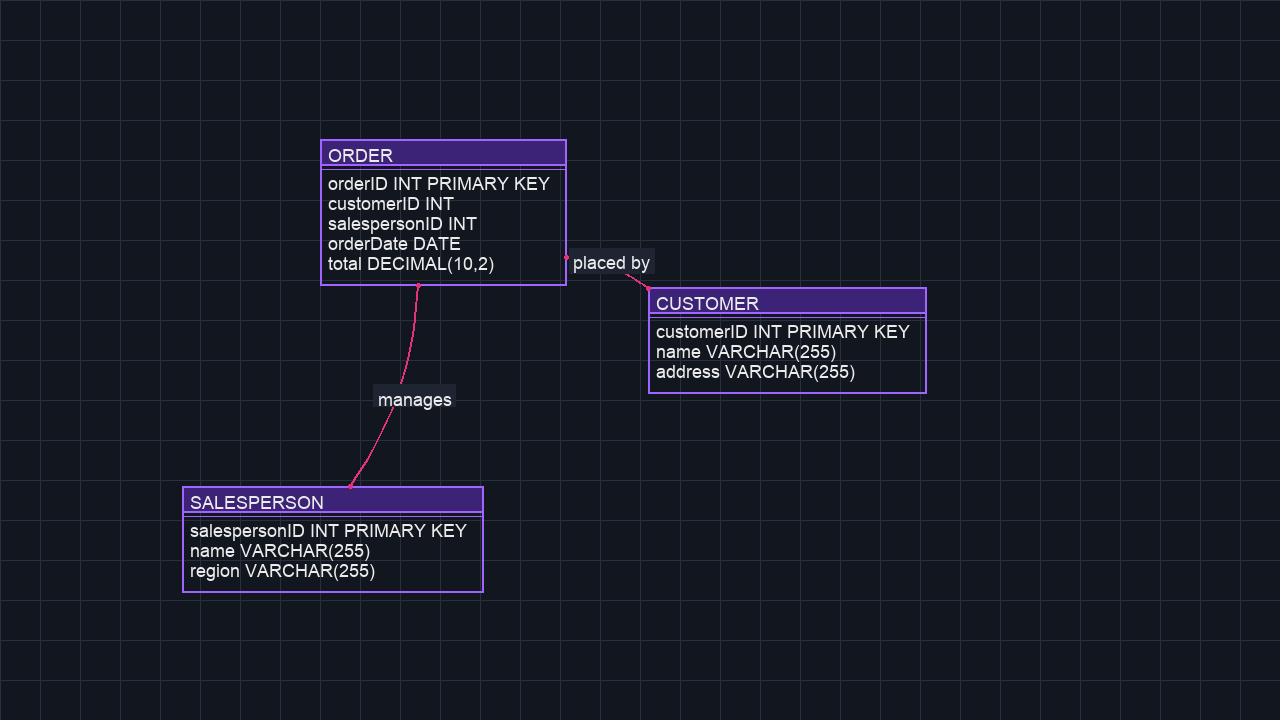 ORDER
orderID INT PRIMARY KEY
customerID INT
salespersonID INT
orderDate DATE
total DECIMAL(10,2)
placed by
CUSTOMER
customerID INT PRIMARY KEY
name VARCHAR(255)
address VARCHAR(255)
manages
SALESPERSON
salespersonID INT PRIMARY KEY
name VARCHAR(255)
region VARCHAR(255)